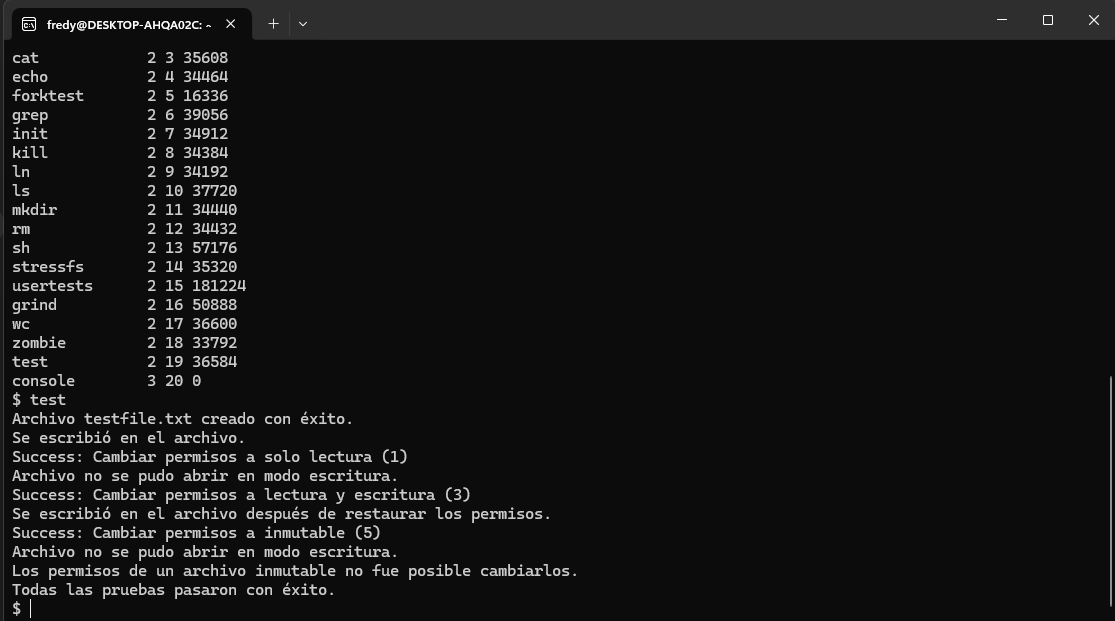 fredy@DESKTOP-AHQA02C: ~
cat 2 3 35608
echo 2 4 34464
forktest 2 5 16336
grep 2 6 39056
init 2 7 34912
kill 2 8 34384
ln 2 9 34192
ls 2 10 37720
mkdir 2 11 34440
rm 2 12 34432
sh 2 13 57176
stressfs 2 14 35320
usertests 2 15 181224
grind 2 16 50888
wc 2 17 36600
zombie 2 18 33792
test 2 19 36584
console 3 20 0
$ test
Archivo testfile.txt creado con éxito.
Se escribió en el archivo.
Success: Cambiar permisos a solo lectura (1)
Archivo no se pudo abrir en modo escritura.
Success: Cambiar permisos a lectura y escritura (3)
Se escribió en el archivo después de restaurar los permisos.
Success: Cambiar permisos a inmutable (5)
Archivo no se pudo abrir en modo escritura.
Los permisos de un archivo inmutable no fue posible cambiarlos.
Todas las pruebas pasaron con éxito.
$